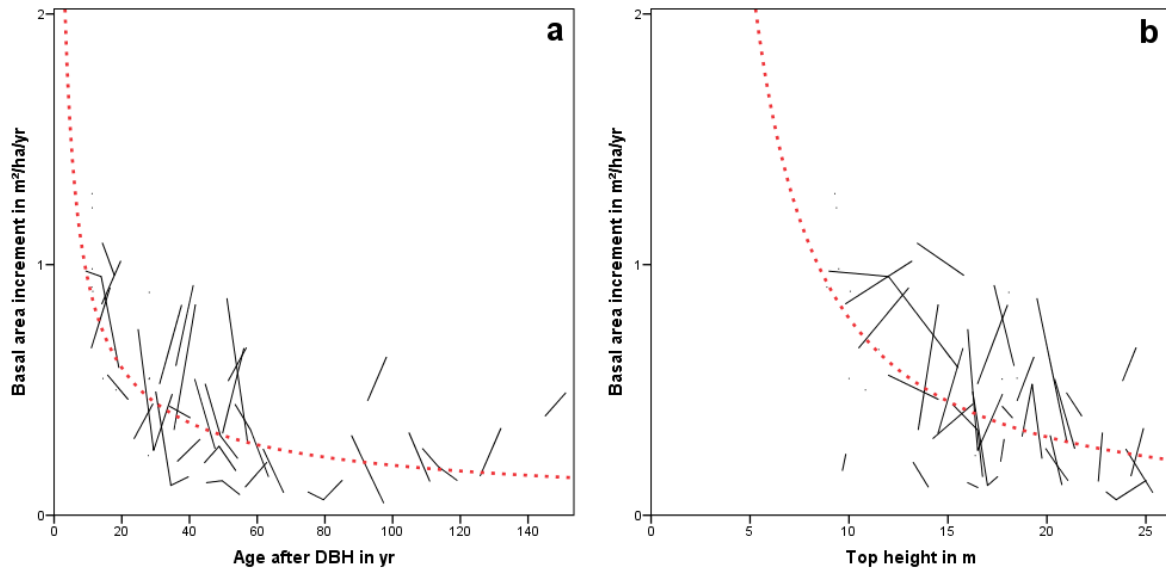 a
2
1
0
Basal area increment in m²/ha/yr
0 20 40 60 80 100 120 140
Age after DBH in yr
b
2
1
0
Basal area increment in m²/ha/yr
0 5 10 15 20 25
Top height in m